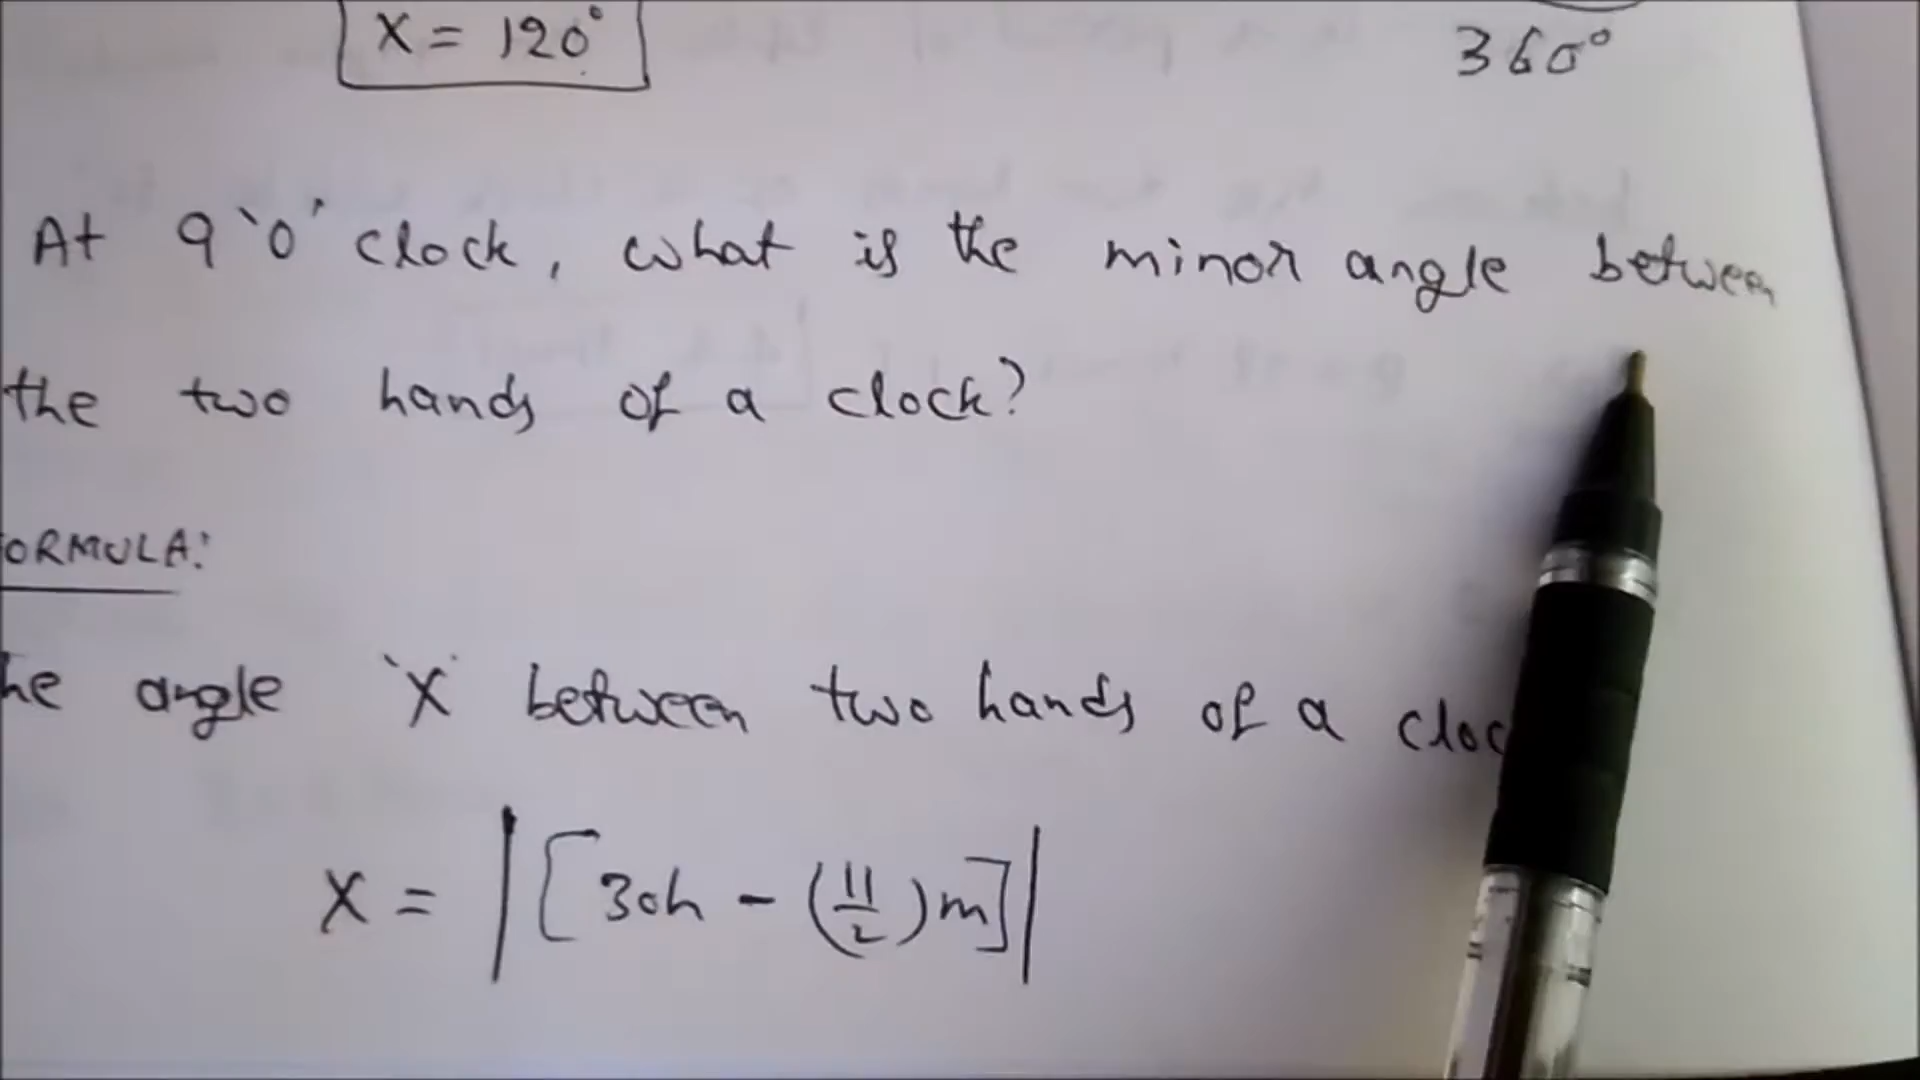 X = 120°
360°
At 9 'O' clock, what is the minor angle between
the two hands of a clock?
ORMULA:
he angle 'X' between two hands of a cloc
X = |[30h - (11/2)m]|